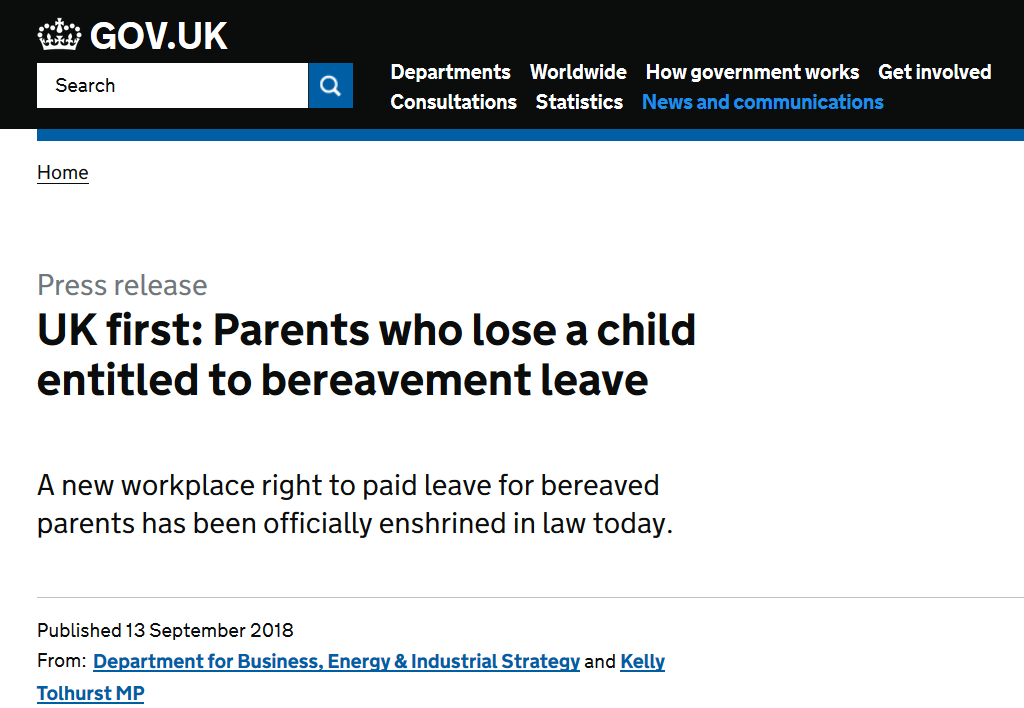 GOV.UK
Search
Departments Worldwide How government works Get involved
Consultations Statistics News and communications
Home
Press release
UK first: Parents who lose a child
entitled to bereavement leave
A new workplace right to paid leave for bereaved
parents has been officially enshrined in law today.
Published 13 September 2018
From: Department for Business, Energy & Industrial Strategy and Kelly
Tolhurst MP